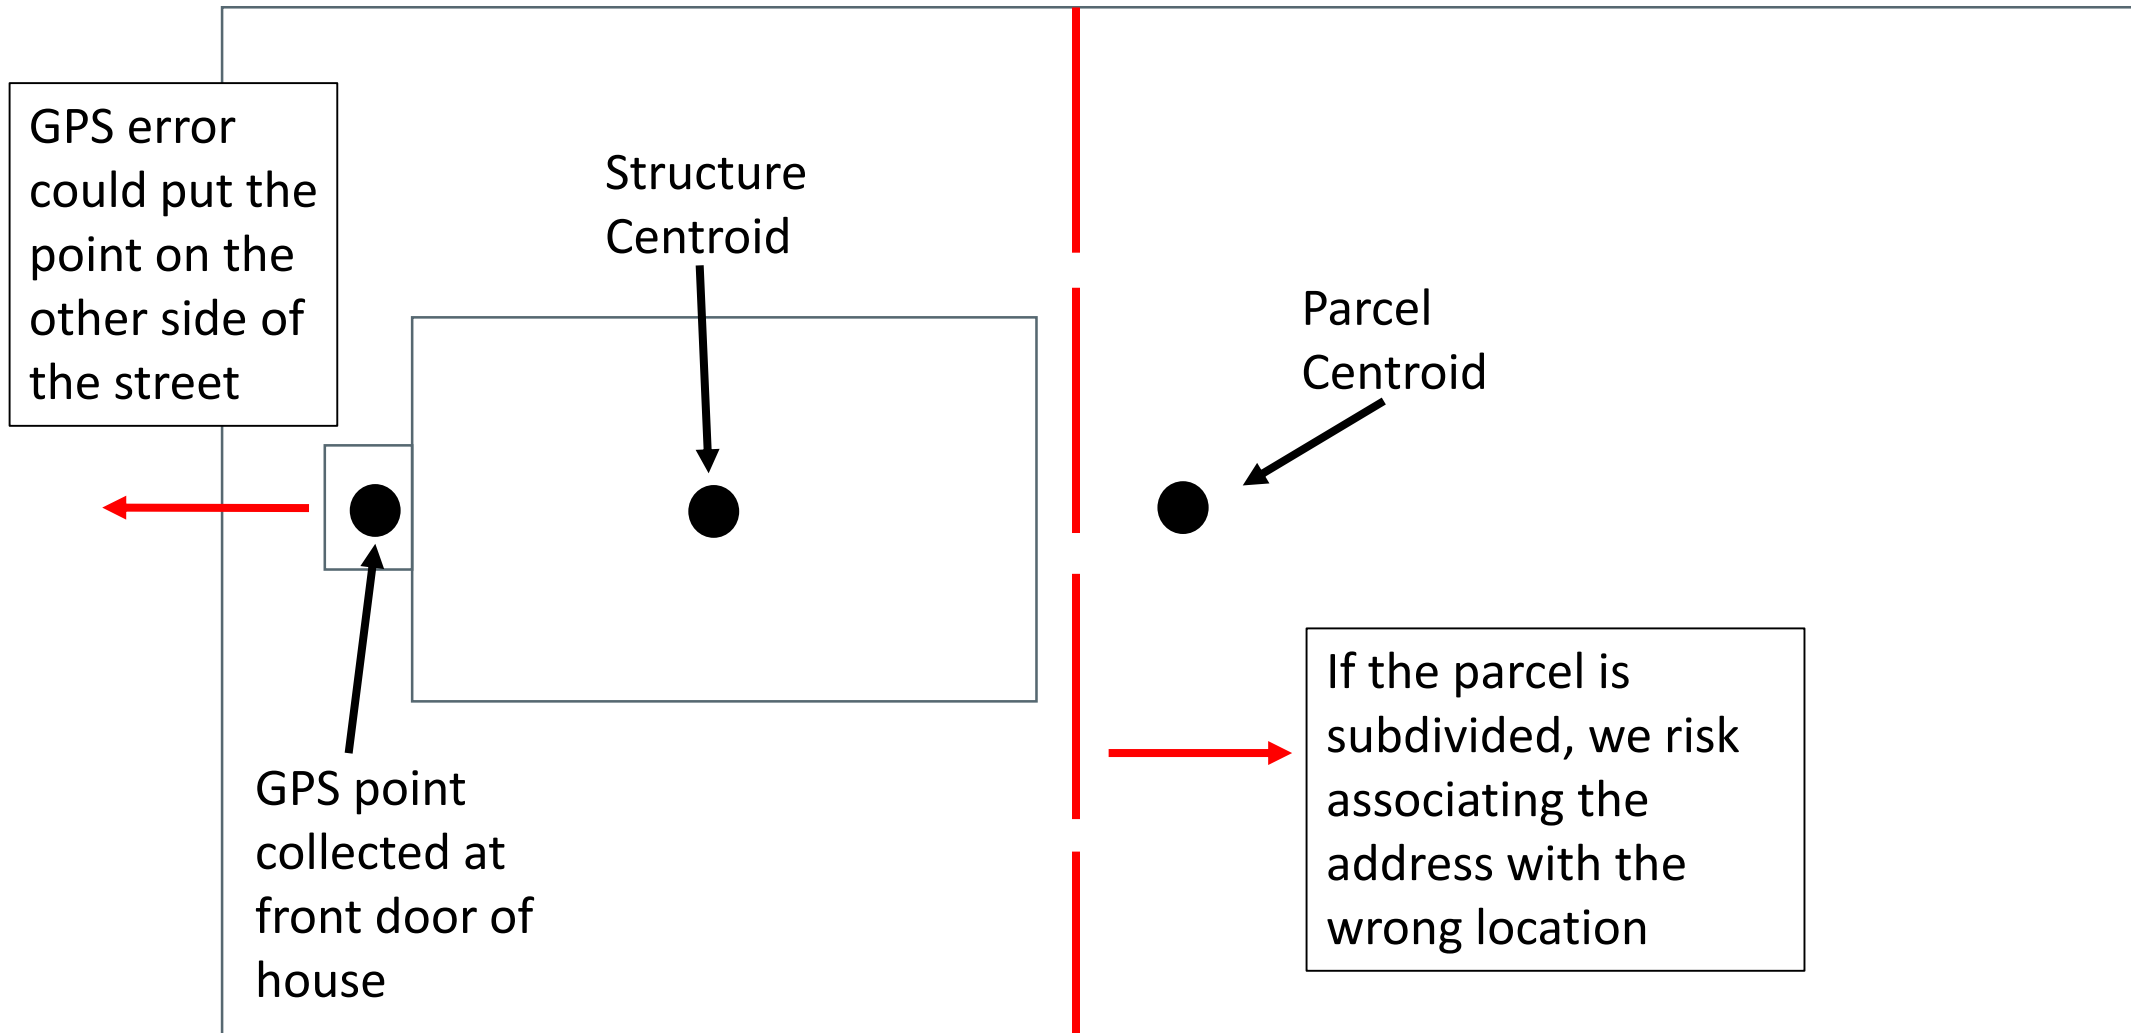 GPS error
could put the
point on the
other side of
the street
Structure
Centroid
Parcel
Centroid
GPS point
collected at
front door of
house
If the parcel is
subdivided, we risk
associating the
address with the
wrong location